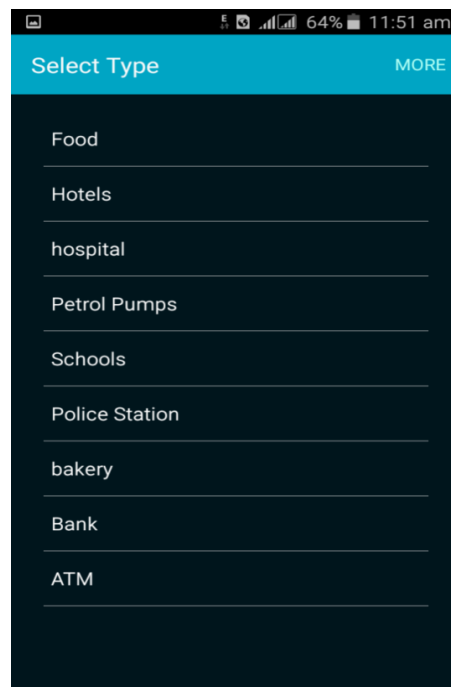 E 64% 11:51 am
Select Type MORE
Food
Hotels
hospital
Petrol Pumps
Schools
Police Station
bakery
Bank
ATM